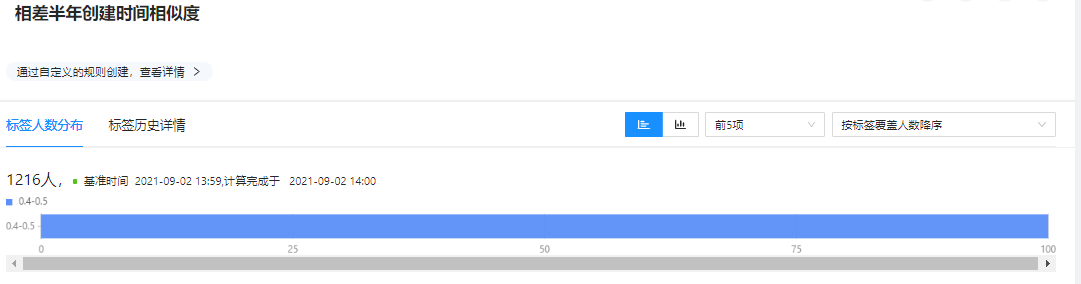 相差半年创建时间相似度
通过自定义的规则创建，查看详情 >
标签人数分布 标签历史详情 前5项 按标签覆盖人数降序
1216人， 基准时间 2021-09-02 13:59,计算完成于 2021-09-02 14:00
0.4-0.5
0.4-0.5
0 25 50 75 100